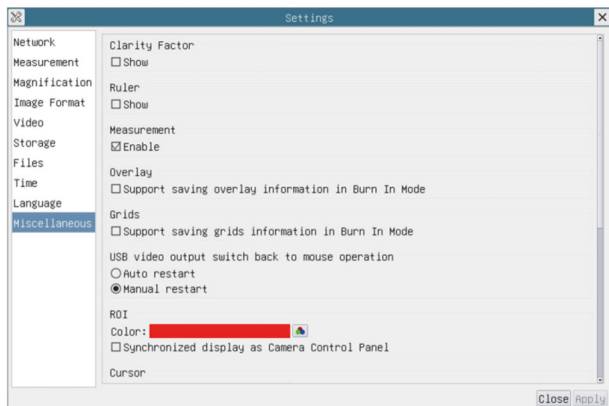 Settings
Network
Measurement
Magnification
Image Format
Video
Storage
Files
Time
Language
Miscellaneous
Clarity Factor
Show
Ruler
Show
Measurement
Enable
Overlay
Support saving overlay information in Burn In Mode
Grids
Support saving grids information in Burn In Mode
USB video output switch back to mouse operation
Auto restart
Manual restart
ROI
Color:
Synchronized display as Camera Control Panel
Cursor
Close Apply